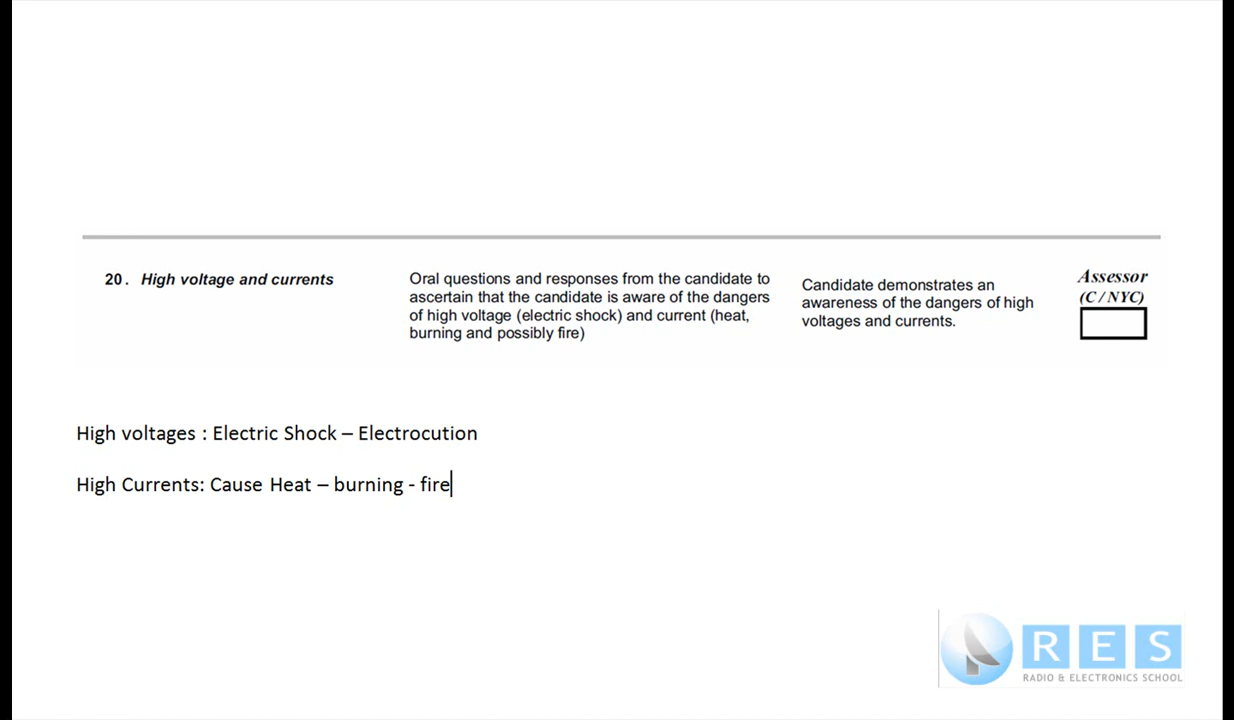 20. High voltage and currents
Oral questions and responses from the candidate to
ascertain that the candidate is aware of the dangers
of high voltage (electric shock) and current (heat,
burning and possibly fire)
Candidate demonstrates an
awareness of the dangers of high
voltages and currents.
Assessor
(C / NYC)
High voltages : Electric Shock – Electrocution
High Currents: Cause Heat – burning - fire
RES
RADIO & ELECTRONICS SCHOOL